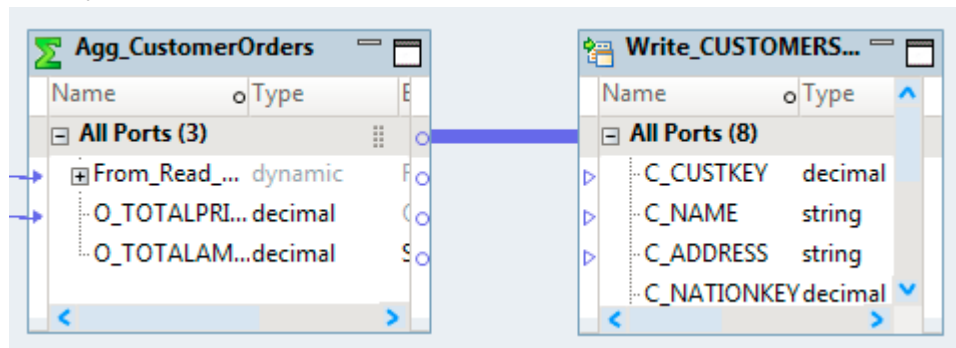 Agg_CustomerOrders
Name Type E
All Ports (3)
From_Read_... dynamic F
O_TOTALPRI... decimal
O_TOTALAM... decimal S
Write_CUSTOMERS...
Name Type
All Ports (8)
C_CUSTKEY decimal
C_NAME string
C_ADDRESS string
C_NATIONKEY decimal